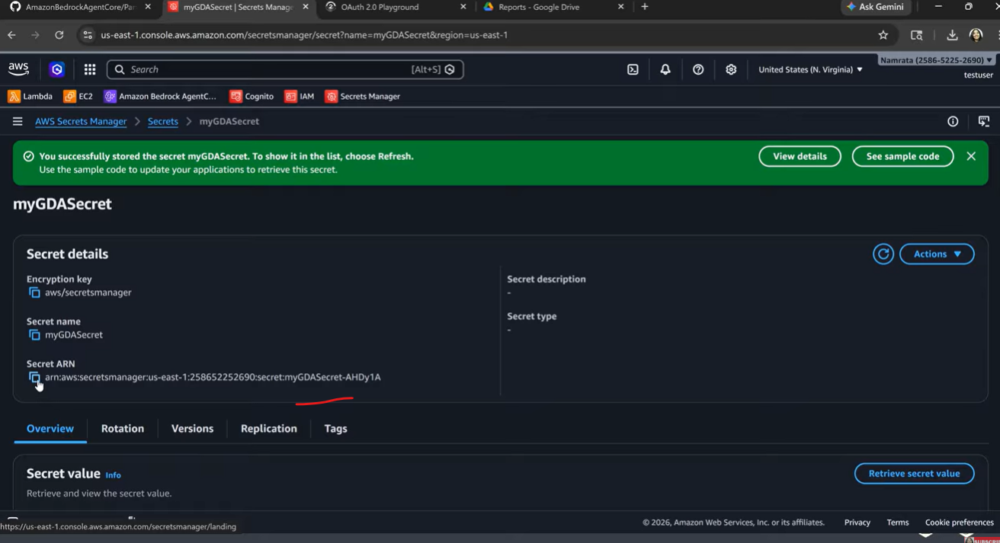 AmazonBedrockAgentCore/Par
myGDASecret | Secrets Manage
OAuth 2.0 Playground
Reports - Google Drive
Ask Gemini
us-east-1.console.aws.amazon.com/secretsmanager/secret?name=myGDASecret&region=us-east-1
aws
Search
[Alt+S]
United States (N. Virginia)
Namrata (2586-5225-2690)
testuser
Lambda
EC2
Amazon Bedrock AgentC...
Cognito
IAM
Secrets Manager
AWS Secrets Manager > Secrets > myGDASecret
You successfully stored the secret myGDASecret. To show it in the list, choose Refresh.
Use the sample code to update your applications to retrieve this secret.
View details
See sample code
myGDASecret
Secret details
Actions
Encryption key
aws/secretsmanager
Secret name
myGDASecret
Secret ARN
arn:aws:secretsmanager:us-east-1:258652252690:secret:myGDASecret-AHDy1A
Secret description
-
Secret type
-
Overview
Rotation
Versions
Replication
Tags
Secret value Info
Retrieve and view the secret value.
Retrieve secret value
https://us-east-1.console.aws.amazon.com/secretsmanager/landing
© 2026, Amazon Web Services, Inc. or its affiliates.
Privacy
Terms
Cookie preferences